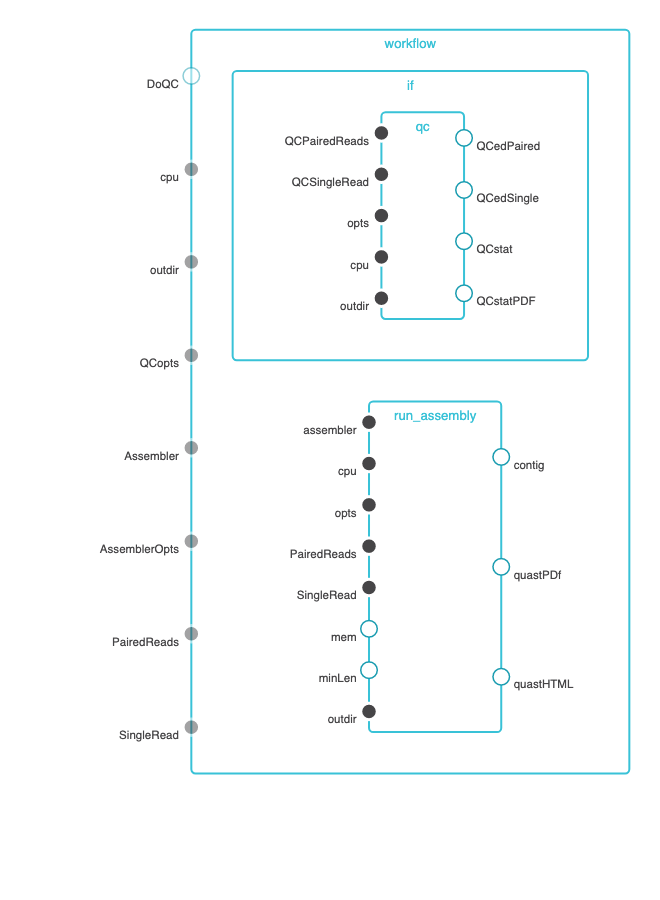 workflow
DoQC
cpu
outdir
QCopts
Assembler
AssemblerOpts
PairedReads
SingleRead
if
qc
QCPairedReads
QCSingleRead
opts
cpu
outdir
QCedPaired
QCedSingle
QCstat
QCstatPDF
run_assembly
assembler
cpu
opts
PairedReads
SingleRead
mem
minLen
outdir
contig
quastPDf
quastHTML